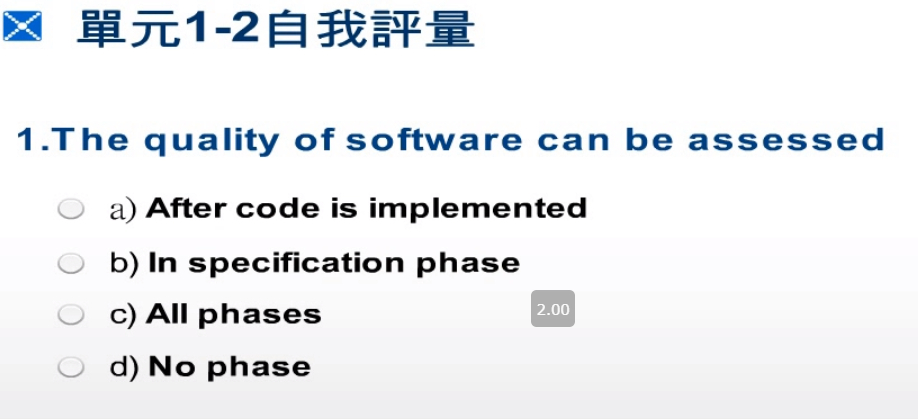 單元1-2自我評量
1.The quality of software can be assessed
a) After code is implemented
b) In specification phase
c) All phases
2.00
d) No phase